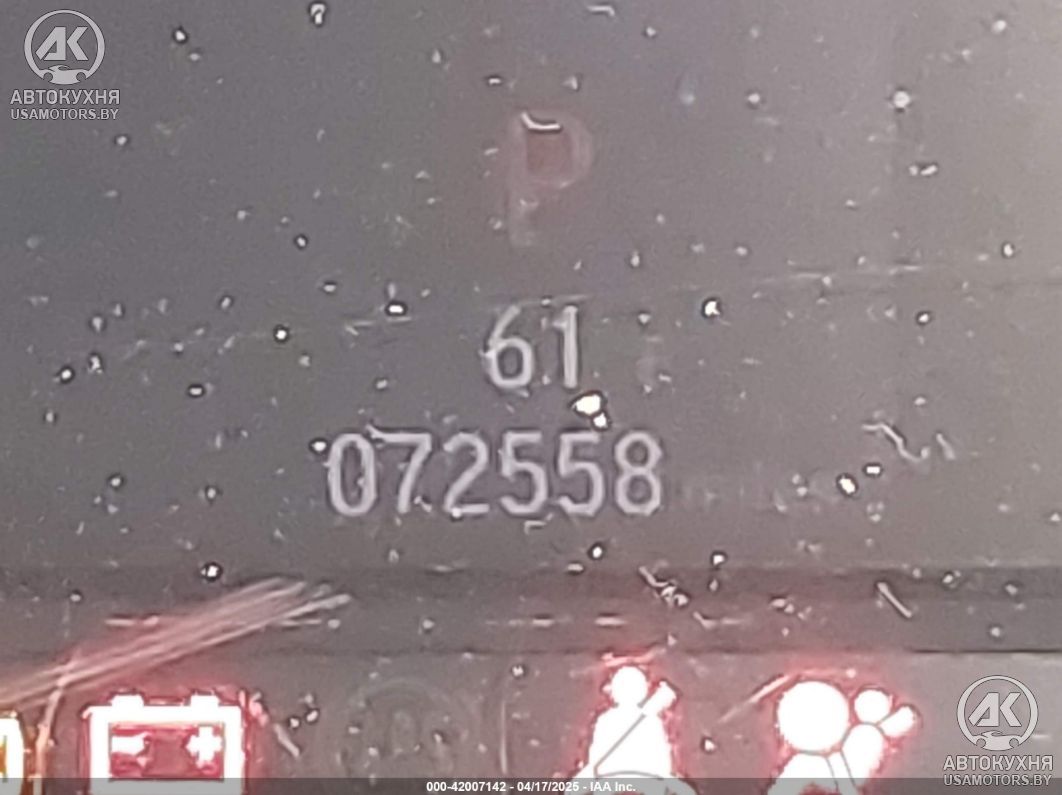 АВТОКУХНЯ
USAMOTORS.BY
P
61
072558
АВТОКУХНЯ
USAMOTORS.BY
000-42007142 - 04/17/2025 - IAA Inc.